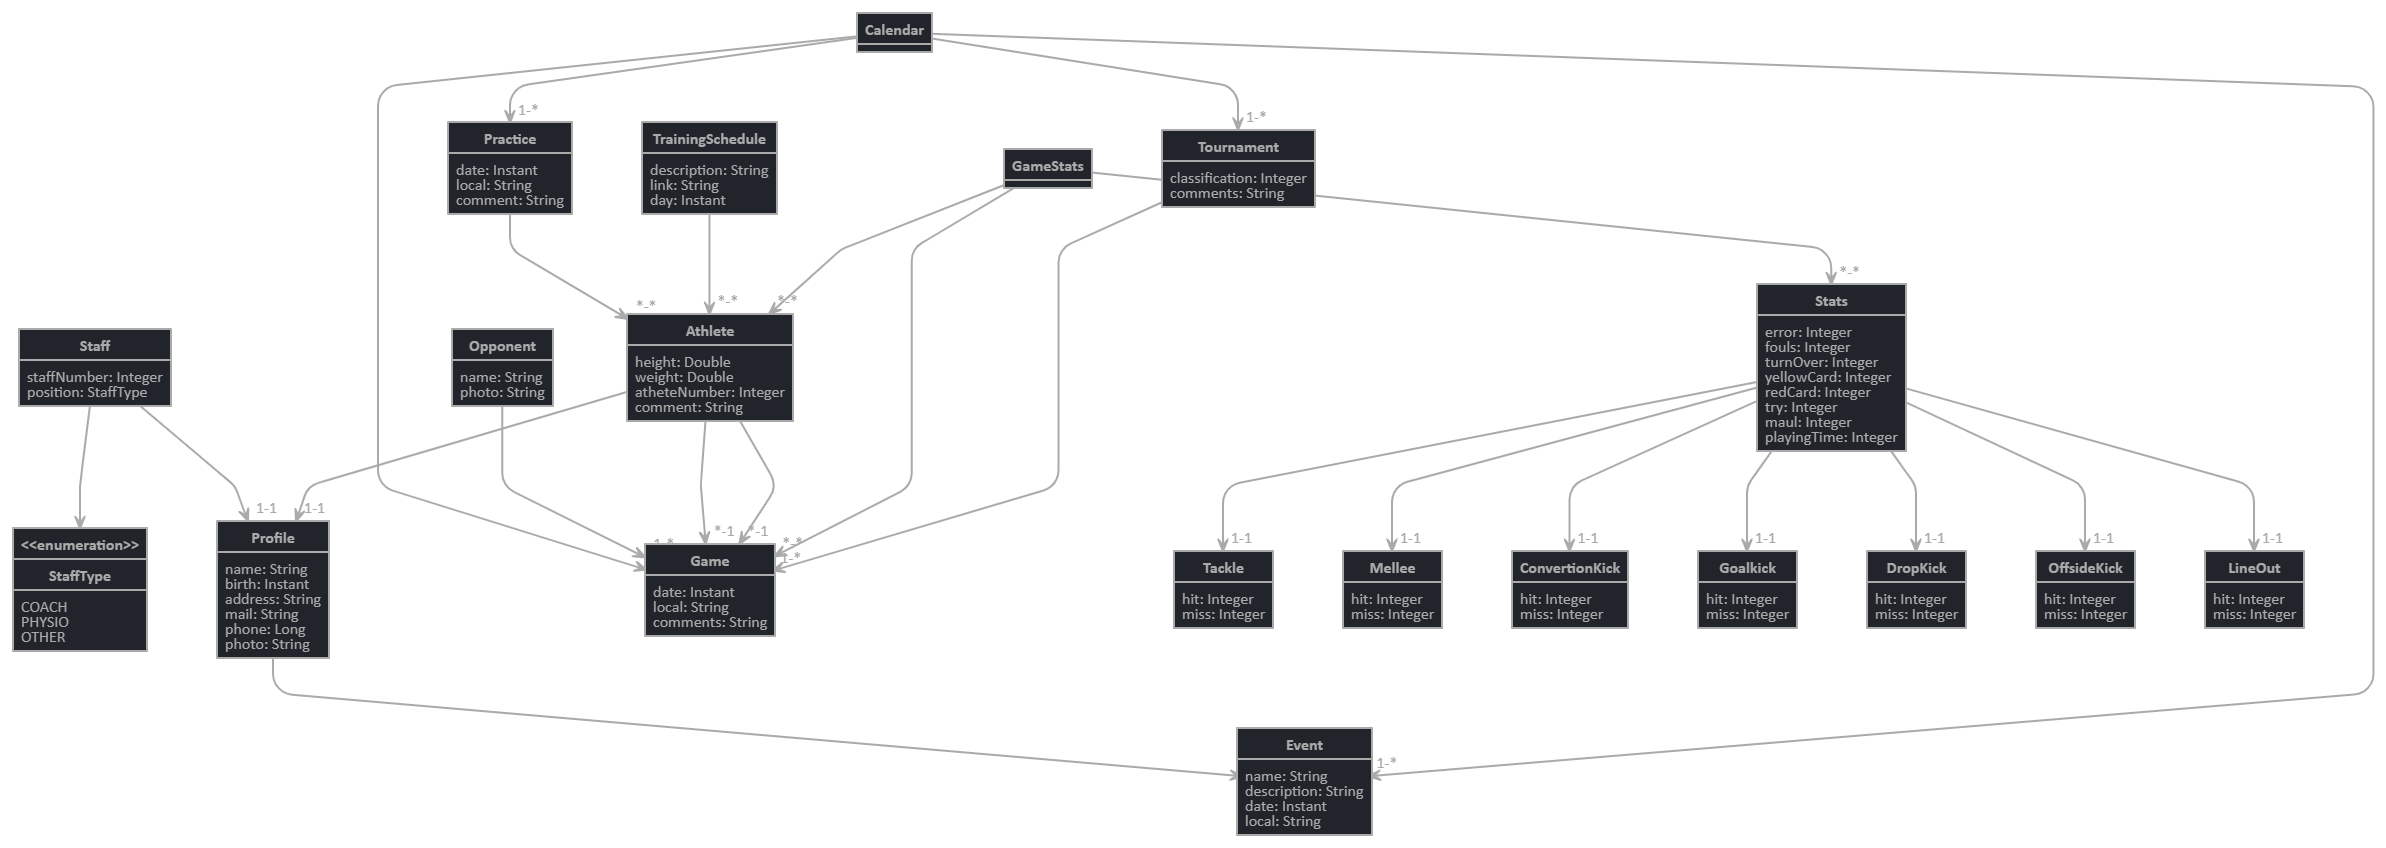 Calendar
1-*
1-*
Practice
date: Instant
local: String
comment: String
TrainingSchedule
description: String
link: String
day: Instant
GameStats
Tournament
classification: Integer
comments: String
*-*
*-*
*-*
*-*
Staff
staffNumber: Integer
position: StaffType
Opponent
name: String
photo: String
Athlete
height: Double
weight: Double
atheteNumber: Integer
comment: String
Stats
error: Integer
fouls: Integer
turnOver: Integer
yellowCard: Integer
redCard: Integer
try: Integer
maul: Integer
playingTime: Integer
1-1
1-1
*-1
*-1
1-*
*-*
1-*
1-1
1-1
1-1
1-1
1-1
1-1
1-1
<<enumeration>>
StaffType
COACH
PHYSIO
OTHER
Profile
name: String
birth: Instant
address: String
mail: String
phone: Long
photo: String
Game
date: Instant
local: String
comments: String
Tackle
hit: Integer
miss: Integer
Mellee
hit: Integer
miss: Integer
ConvertionKick
hit: Integer
miss: Integer
Goalkick
hit: Integer
miss: Integer
DropKick
hit: Integer
miss: Integer
OffsideKick
hit: Integer
miss: Integer
LineOut
hit: Integer
miss: Integer
Event
name: String
description: String
date: Instant
local: String
1-*